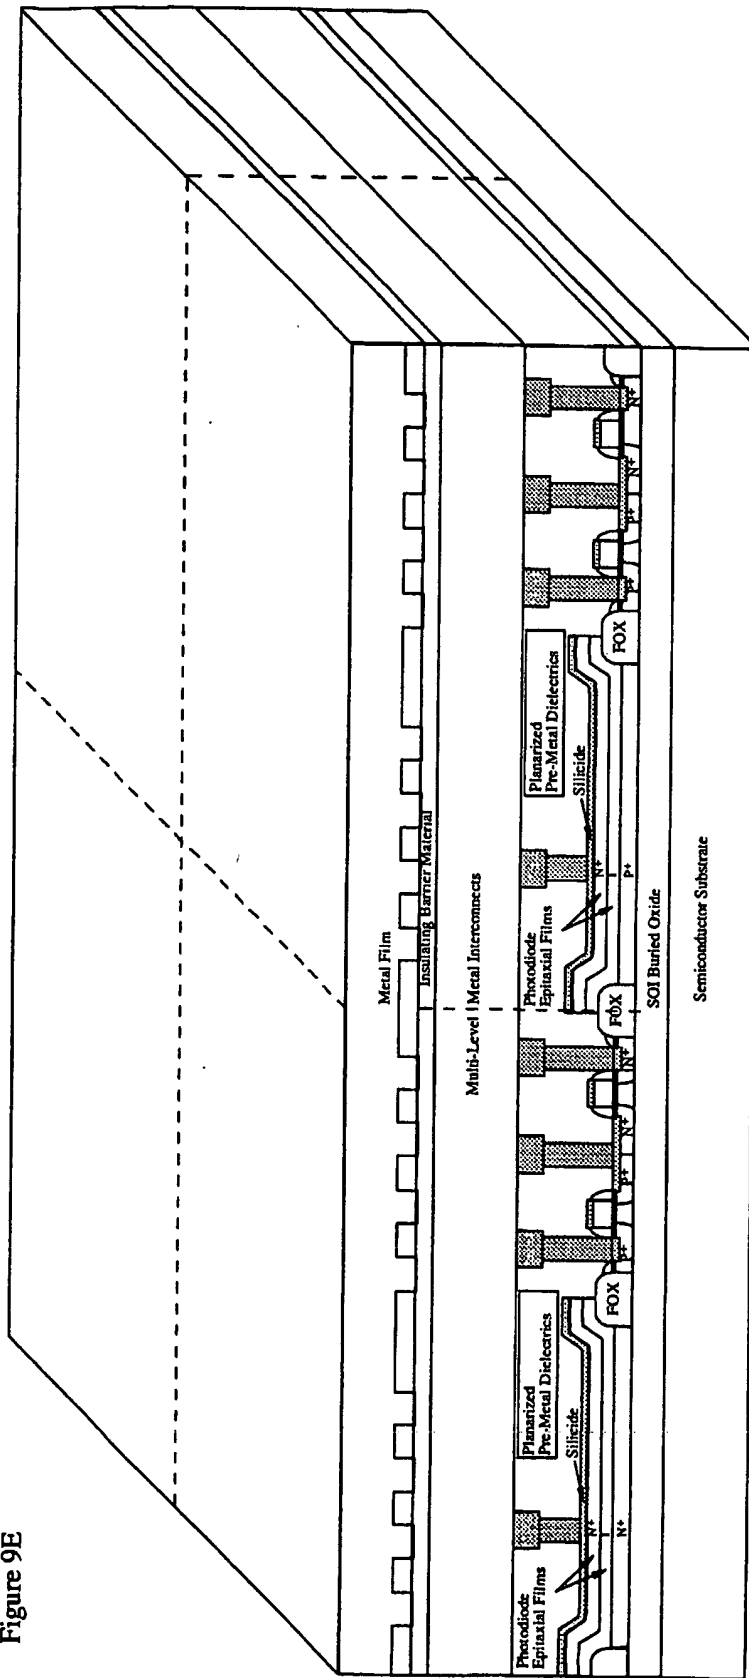 Figure 9E
Metal Film
Insulating Barrier Material
Multi-Level Metal Interconnects
Photodiode
Epitaxial Films
Planarized
Pre-Metal Dielectrics
Silicide
N+
N+
FOX
P+
P+
N+
N+
Photodiode
Epitaxial Films
Planarized
Pre-Metal Dielectrics
Silicide
N+
P+
FOX
FOX
P+
P+
N+
N+
SOI Buried Oxide
Semiconductor Substrate